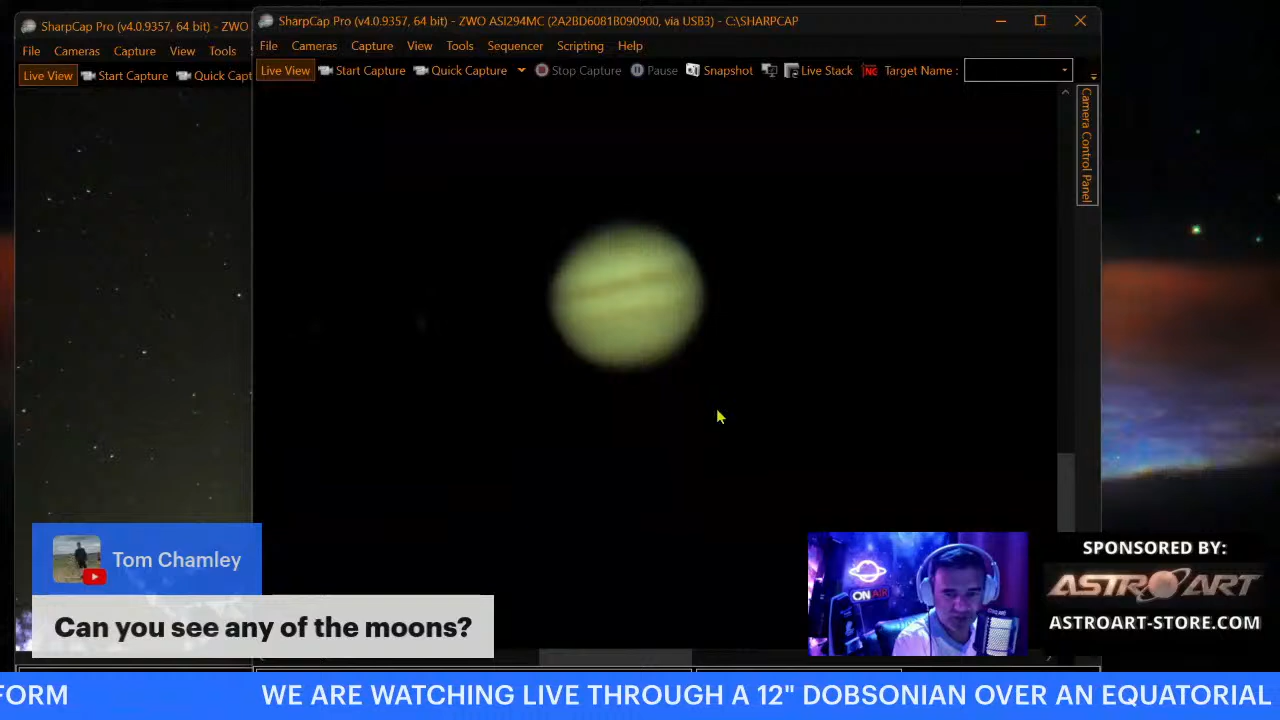 SharpCap Pro (v4.0.9357, 64 bit) - ZWO
File Cameras Capture View Tools
Live View Start Capture Quick Capt
SharpCap Pro (v4.0.9357, 64 bit) - ZWO ASI294MC (2A2BD6081B090900, via USB3) - C:\SHARPCAP
File Cameras Capture View Tools Sequencer Scripting Help
Live View Start Capture Quick Capture Stop Capture Pause Snapshot Live Stack Target Name :
Camera Control Panel
Tom Chamley
Can you see any of the moons?
ON AIR
SPONSORED BY:
ASTROART
ASTROART-STORE.COM
FORM WE ARE WATCHING LIVE THROUGH A 12" DOBSONIAN OVER AN EQUATORIAL